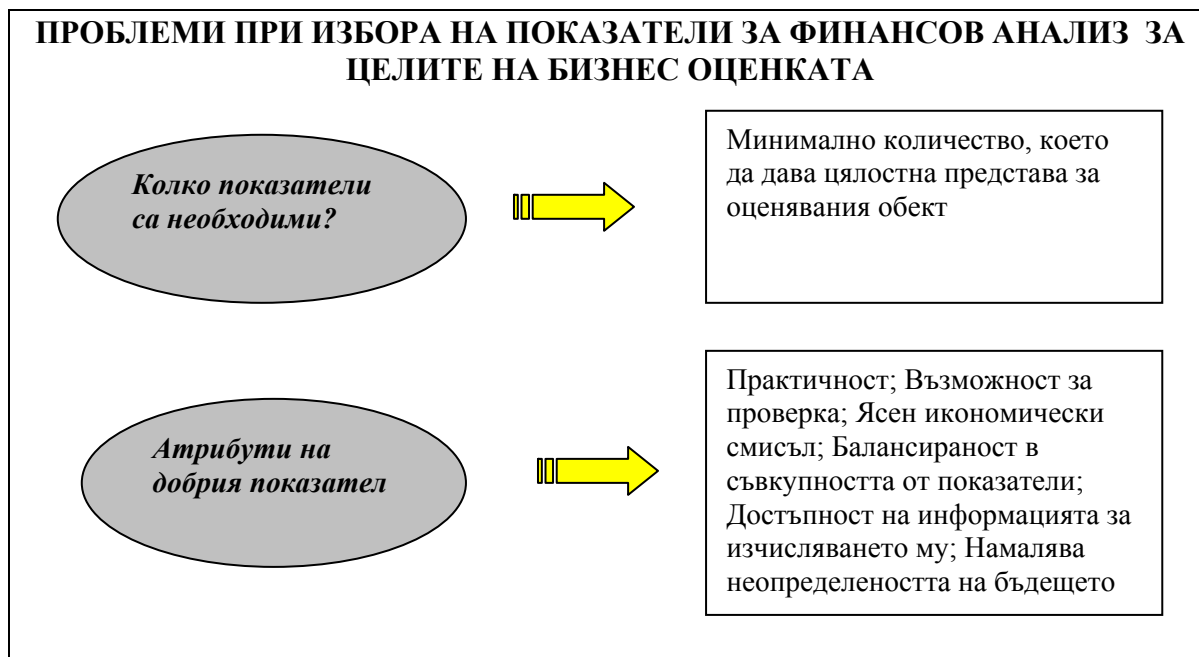 ПРОБЛЕМИ ПРИ ИЗБОРА НА ПОКАЗАТЕЛИ ЗА ФИНАНСОВ АНАЛИЗ ЗА
ЦЕЛИТЕ НА БИЗНЕС ОЦЕНКАТА
Колко показатели
са необходими?
Минимално количество, което
да дава цялостна представа за
оценявания обект
Атрибути на
добрия показател
Практичност; Възможност за
проверка; Ясен икономически
смисъл; Балансираност в
съвкупността от показатели;
Достъпност на информацията за
изчисляването му; Намалява
неопределеността на бъдещето